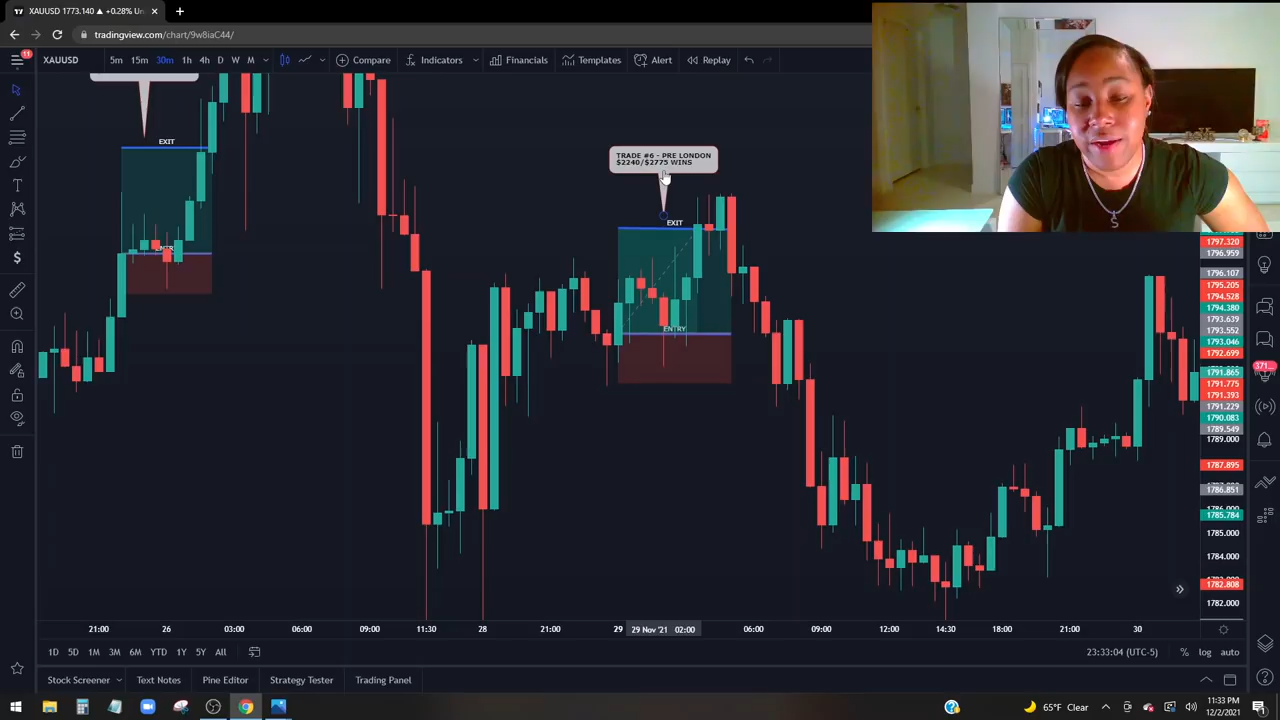 XAUUSD 1773.140 ▲ +0.28% Un
tradingview.com/chart/9w8iaC44/
11
XAUUSD
5m 15m 30m 1h 4h D W M
Compare
Indicators
Financials
Templates
Alert
Replay
EXIT
ENTRY
TRADE #6 - PRE LONDON
$2240/$2775 WINS
EXIT
ENTRY
1797.320
1796.959
1796.107
1795.205
1794.528
1794.380
1793.639
1793.552
1793.046
1792.699
371...
1791.865
1791.775
1791.393
1791.229
1790.083
1789.549
1789.000
1787.895
1786.851
1786.000
1785.784
1785.000
1784.000
1782.808
1782.000
21:00 26 03:00 06:00 09:00 11:30 28 21:00 29 29 Nov '21 02:00 06:00 09:00 12:00 14:30 18:00 21:00 30
1D 5D 1M 3M 6M YTD 1Y 5Y All
23:33:04 (UTC-5) % log auto
Stock Screener Text Notes Pine Editor Strategy Tester Trading Panel
65°F Clear
11:33 PM
12/2/2021
1